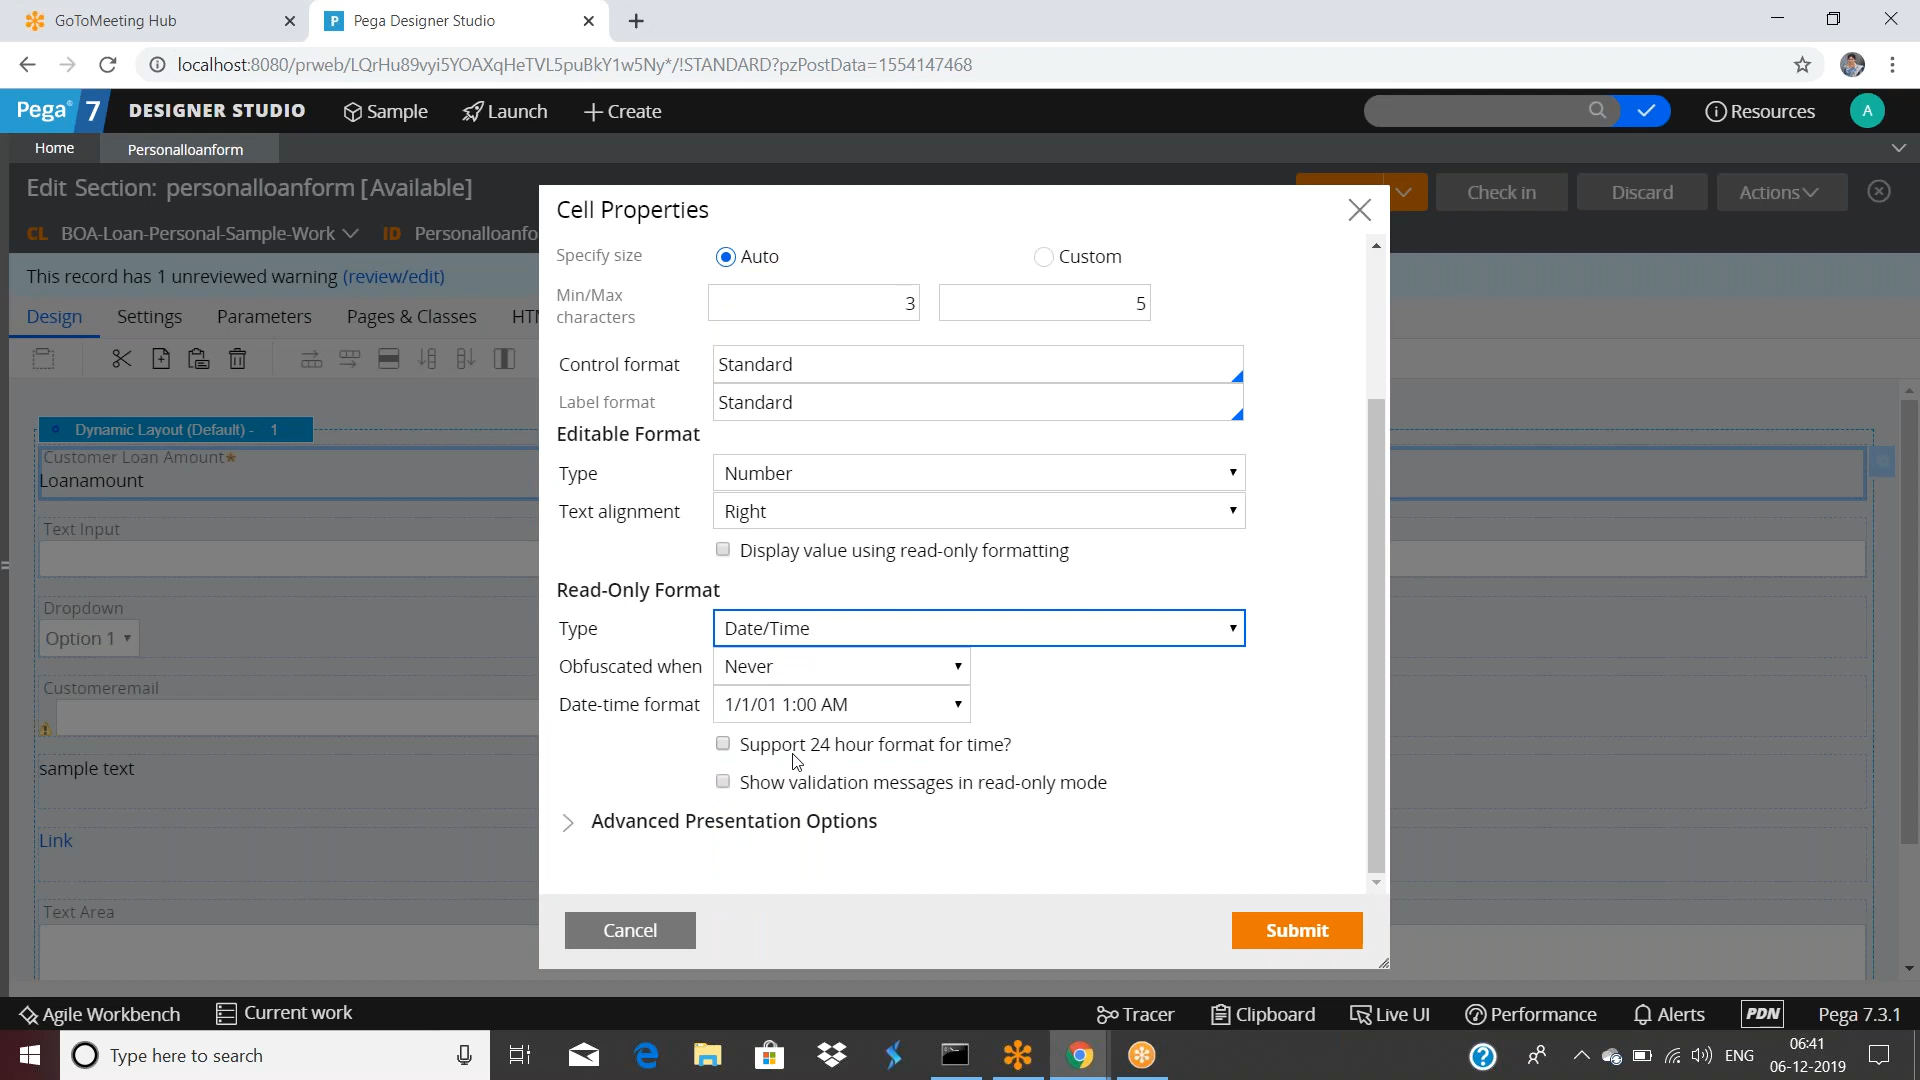 GoToMeeting Hub
Pega Designer Studio
localhost:8080/prweb/LQrHu89vyi5YOAXqHeTVL5puBkY1w5Ny*/!STANDARD?pzPostData=1554147468
Pega 7 DESIGNER STUDIO Sample Launch Create Resources A
Home Personalloanform
Edit Section: personalloanform [Available]
Check in Discard Actions
CL BOA-Loan-Personal-Sample-Work ID Personalloanfo
This record has 1 unreviewed warning (review/edit)
Design Settings Parameters Pages & Classes HTM
Dynamic Layout (Default) - 1
Customer Loan Amount*
Loanamount
Text Input
Dropdown
Option 1
Customeremail
sample text
Link
Text Area
Cell Properties
Specify size Auto Custom
Min/Max characters 3 5
Control format Standard
Label format Standard
Editable Format
Type Number
Text alignment Right
Display value using read-only formatting
Read-Only Format
Type Date/Time
Obfuscated when Never
Date-time format 1/1/01 1:00 AM
Support 24 hour format for time?
Show validation messages in read-only mode
Advanced Presentation Options
Cancel Submit
Agile Workbench Current work Tracer Clipboard Live UI Performance Alerts PDN Pega 7.3.1
Type here to search
ENG
06:41
06-12-2019